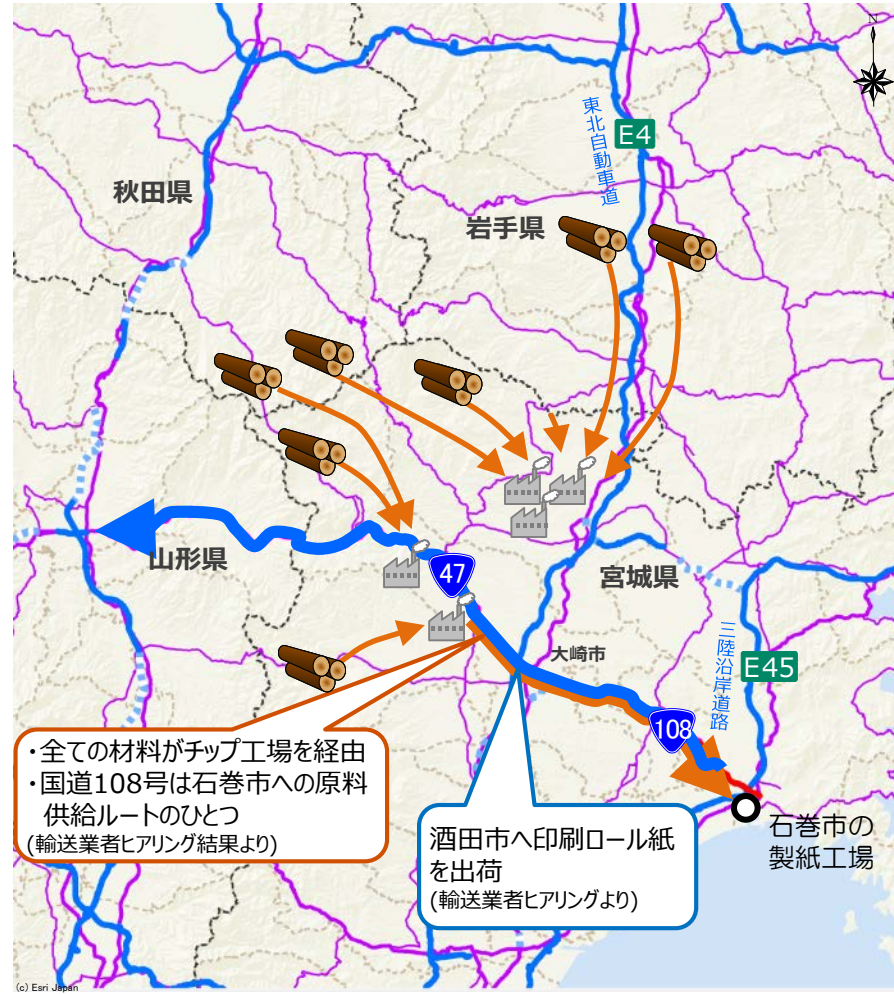 N
東北自動車道
E4
秋田県
岩手県
山形県
47
宮城県
大崎市
三陸沿岸道路
E45
108
・全ての材料がチップ工場を経由
・国道108号は石巻市への原料
供給ルートのひとつ
(輸送業者ヒアリング結果より)
酒田市へ印刷ロール紙
を出荷
(輸送業者ヒアリングより)
石巻市の
製紙工場
(c) Esri Japan